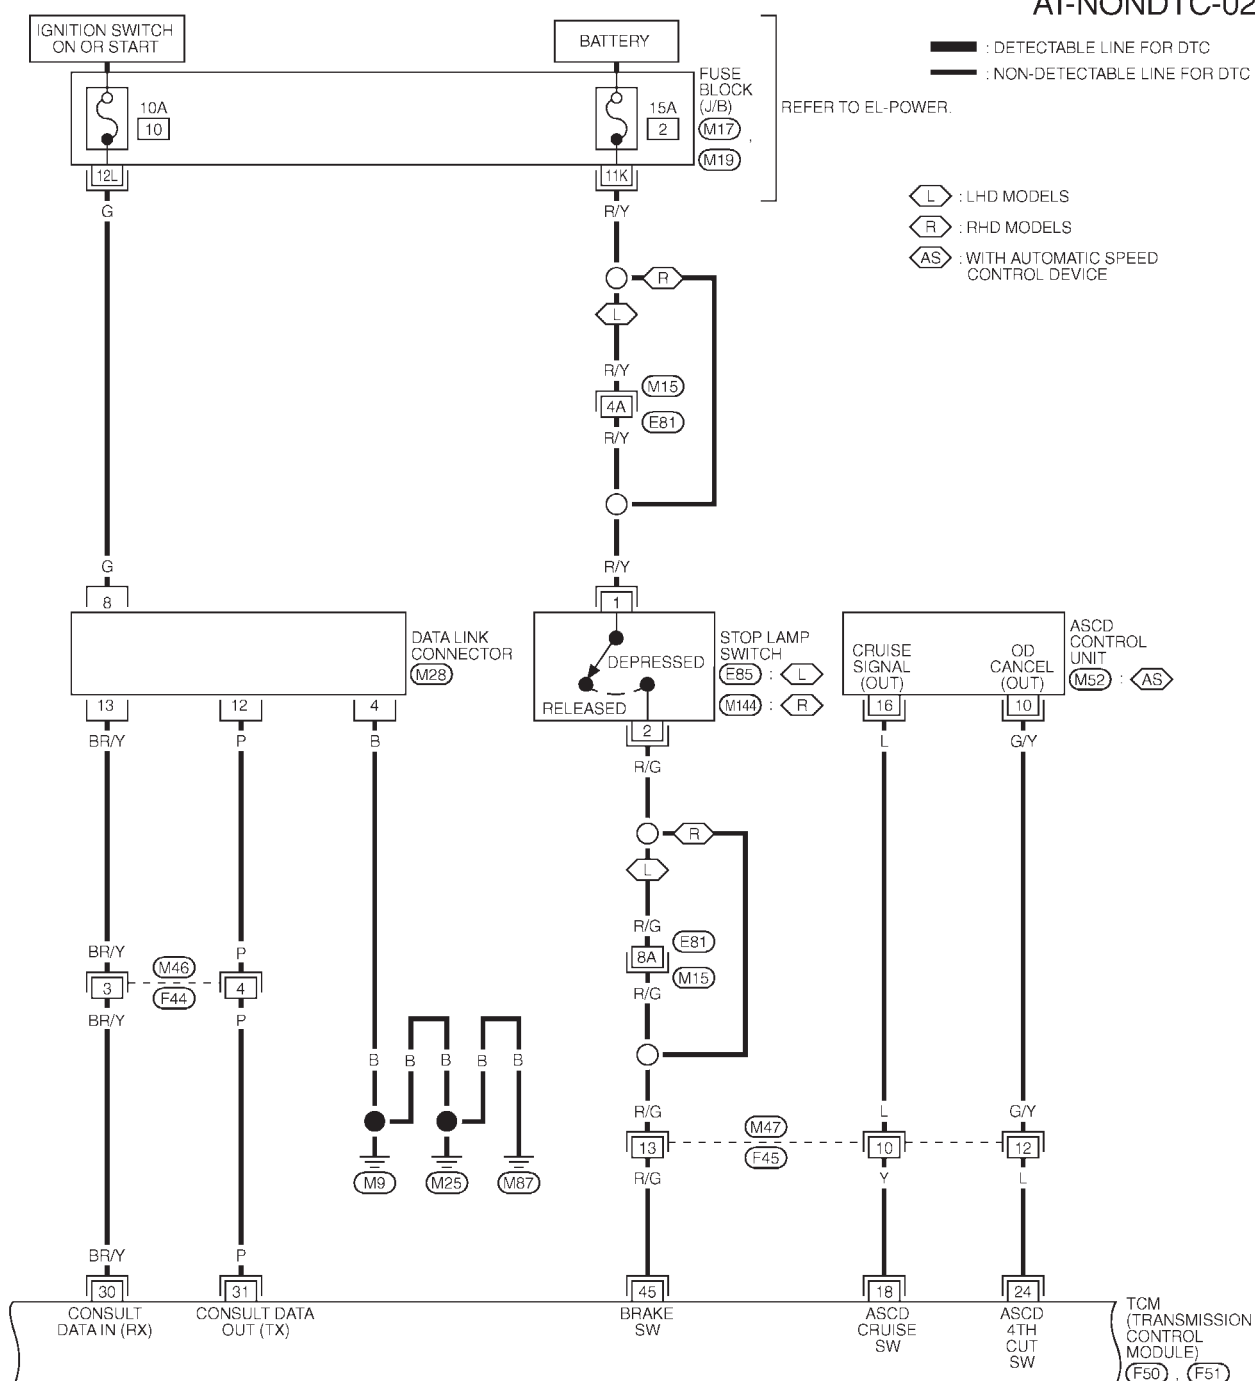 AT-NONDTC-02
IGNITION SWITCH
ON OR START
BATTERY
: DETECTABLE LINE FOR DTC
: NON-DETECTABLE LINE FOR DTC
10A
10
15A
2
FUSE
BLOCK
(J/B)
M17 ,
M19
REFER TO EL-POWER.
12L
11K
G
R/Y
L : LHD MODELS
R : RHD MODELS
AS : WITH AUTOMATIC SPEED
CONTROL DEVICE
R
L
R/Y
M15
4A
E81
R/Y
G
R/Y
8
1
DATA LINK
CONNECTOR
M28
DEPRESSED
RELEASED
STOP LAMP
SWITCH
E85 : L
M144 : R
CRUISE
SIGNAL
(OUT)
OD
CANCEL
(OUT)
ASCD
CONTROL
UNIT
M52 : AS
13
12
4
2
16
10
BR/Y
P
B
R/G
L
G/Y
R
L
R/G
E81
8A
M15
R/G
BR/Y
P
M46
3
4
F44
BR/Y
P
B
B
B
B
B
R/G
L
G/Y
M47
13
10
12
F45
M9
M25
M87
R/G
Y
L
BR/Y
P
30
31
45
18
24
CONSULT
DATA IN (RX)
CONSULT DATA
OUT (TX)
BRAKE
SW
ASCD
CRUISE
SW
ASCD
4TH
CUT
SW
TCM
(TRANSMISSION
CONTROL
MODULE)
F50 , F51